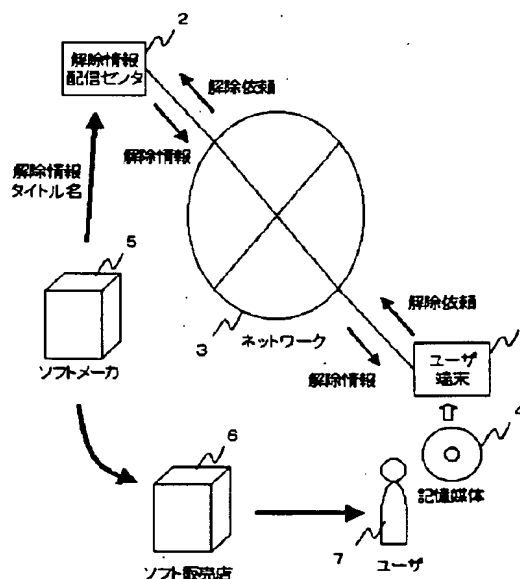 2
解除情報
配信センタ
解除依頼
解除情報
解除情報
タイトル名
5
ソフトメーカ
3
ネットワーク
解除依頼
解除情報
ユーザ
端末
4
記憶媒体
6
ソフト販売店
7
ユーザ